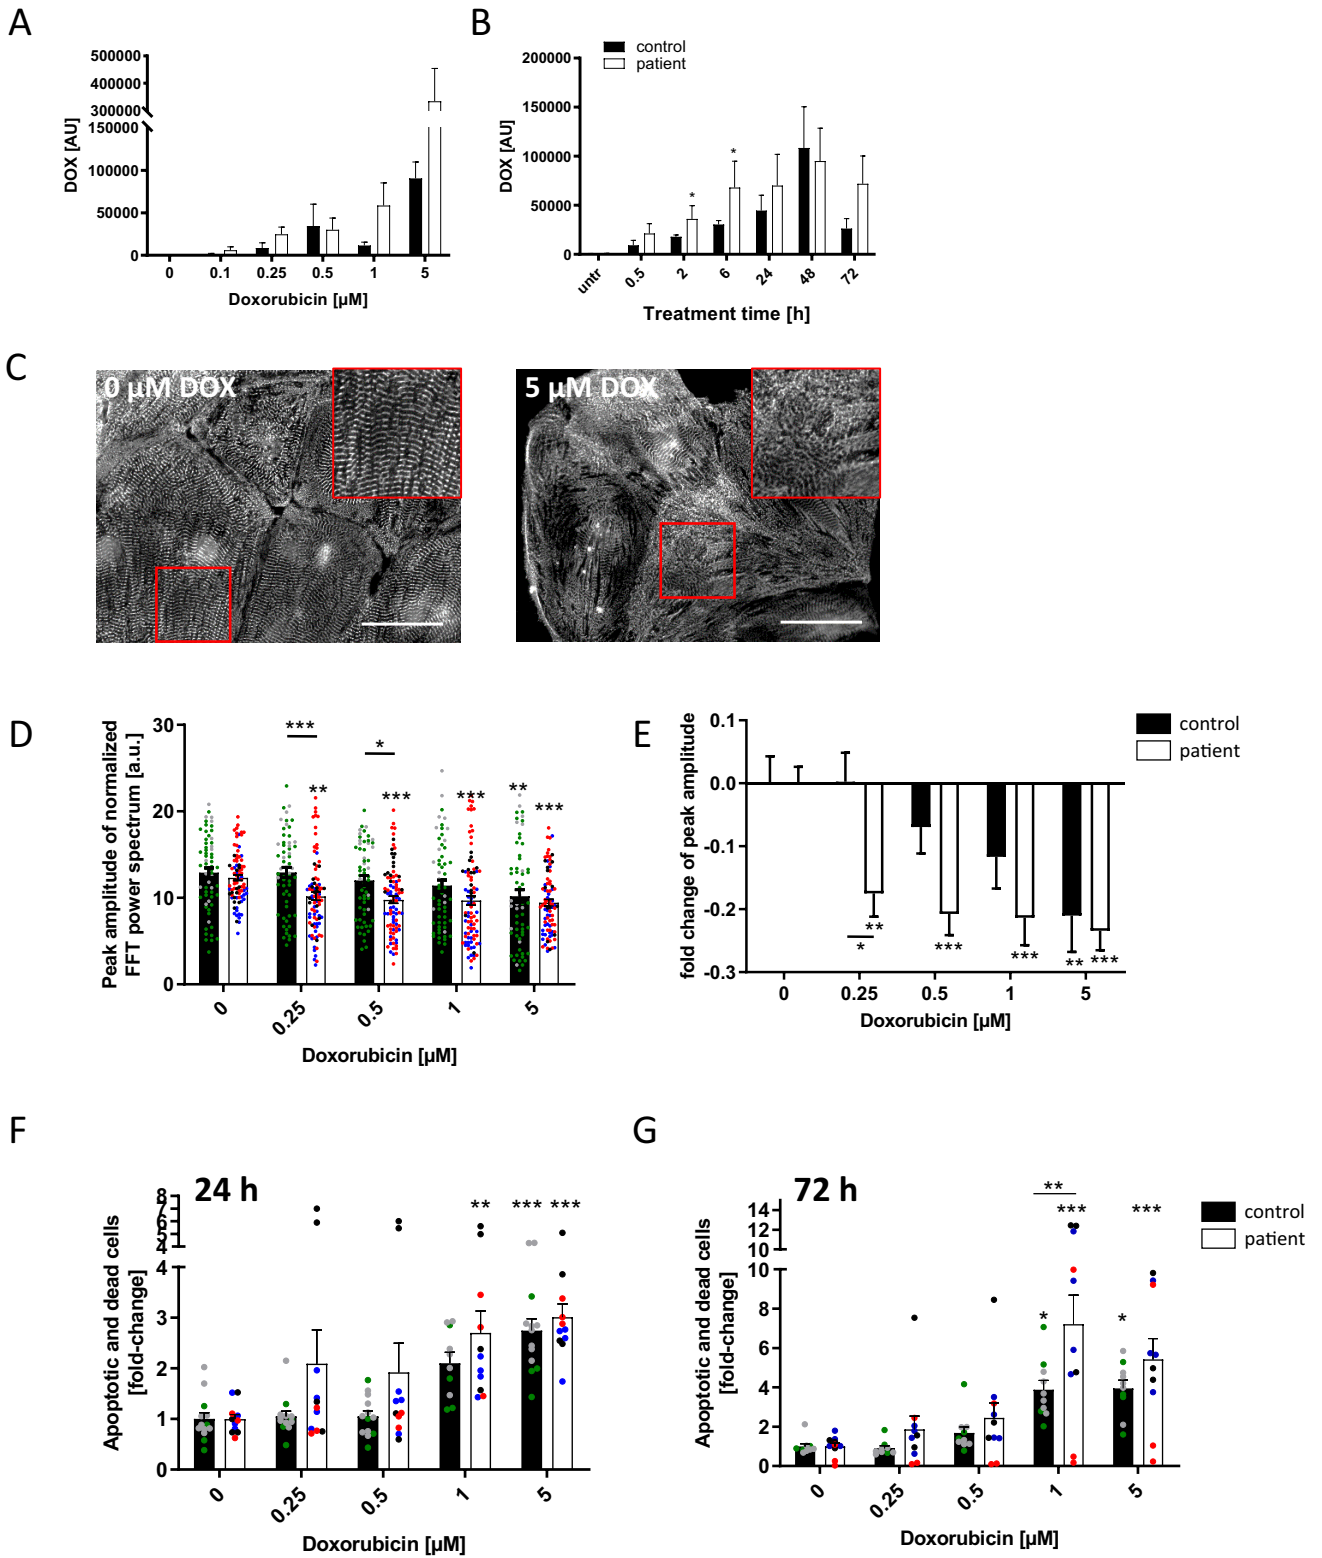 A
500000
400000
300000
150000
100000
50000
0
DOX [AU]
0 0.1 0.25 0.5 1 5
Doxorubicin [µM]
B
control
patient
200000
150000
100000
50000
0
DOX [AU]
* *
untr 0.5 2 6 24 48 72
Treatment time [h]
C
0 µM DOX
5 µM DOX
D
30
20
10
0
Peak amplitude of normalized
FFT power spectrum [a.u.]
*** ** * *** *** ** ***
0 0.25 0.5 1 5
Doxorubicin [µM]
E
control
patient
0.1
0.0
-0.1
-0.2
-0.3
fold change of peak amplitude
* ** *** *** ** ***
0 0.25 0.5 1 5
Doxorubicin [µM]
F
24 h
8
7
6
5
4
4
3
2
1
0
Apoptotic and dead cells
[fold-change]
** *** ***
0 0.25 0.5 1 5
Doxorubicin [µM]
G
72 h
control
patient
14
12
10
10
8
6
4
2
0
Apoptotic and dead cells
[fold-change]
**
*** ***
* *
0 0.25 0.5 1 5
Doxorubicin [µM]